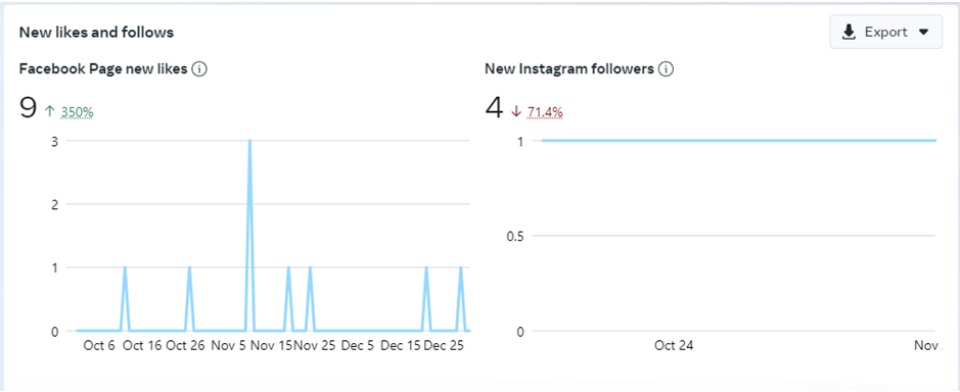 New likes and follows
Export
Facebook Page new likes
9 ↑ 350%
3
2
1
0
Oct 6 Oct 16 Oct 26 Nov 5 Nov 15 Nov 25 Dec 5 Dec 15 Dec 25
New Instagram followers
4 ↓ 71.4%
1
0.5
0
Oct 24 Nov